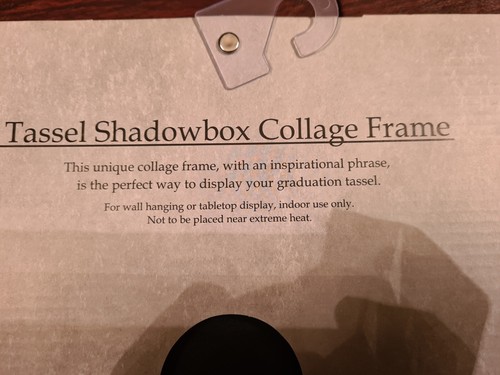 Tassel Shadowbox Collage Frame
This unique collage frame, with an inspirational phrase,
is the perfect way to display your graduation tassel.
For wall hanging or tabletop display, indoor use only.
Not to be placed near extreme heat.